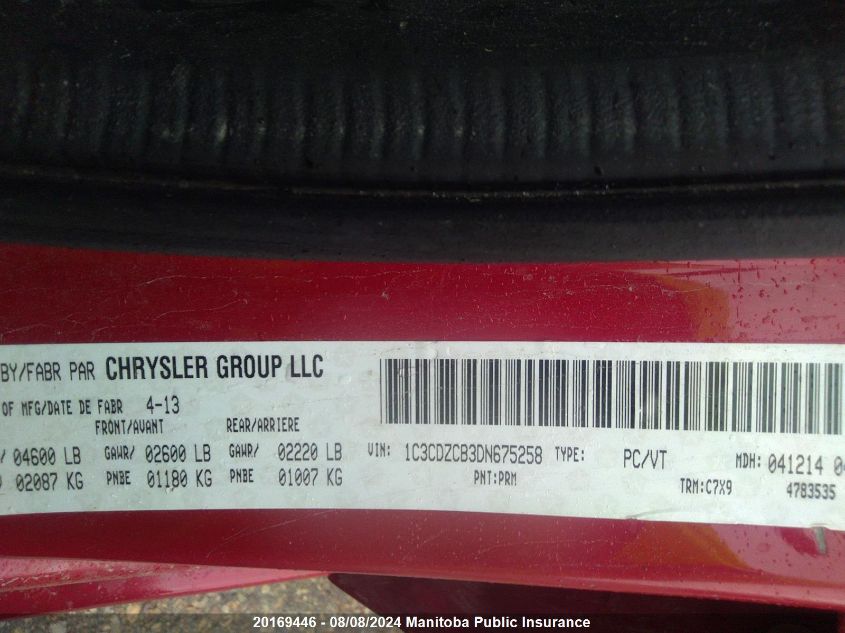 BY/FABR PAR CHRYSLER GROUP LLC
OF MFG/DATE DE FABR 4-13
FRONT/AVANT REAR/ARRIERE
04600 LB GAWR/ 02600 LB GAWR/ 02220 LB VIN: 1C3CDZCB3DN675258 TYPE: PC/VT MDH: 041214
02087 KG PNBE 01180 KG PNBE 01007 KG PNT:PRM TRM:C7X9 4783535
20169446 - 08/08/2024 Manitoba Public Insurance